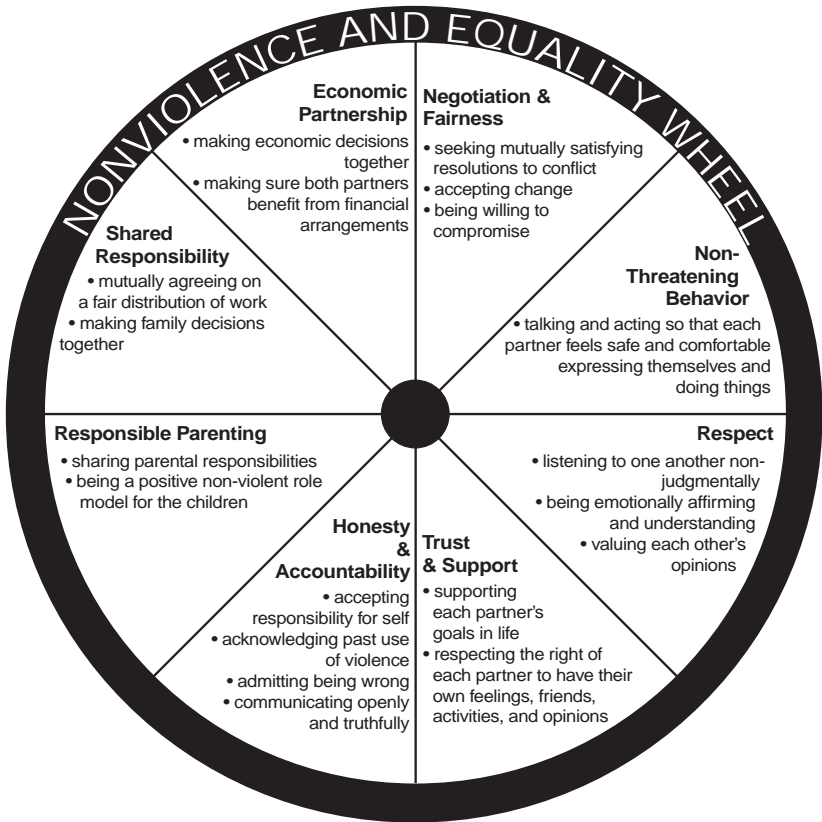 NONVIOLENCE AND EQUALITY WHEEL
Economic
Partnership
• making economic decisions
together
• making sure both partners
benefit from financial
arrangements
Negotiation &
Fairness
• seeking mutually satisfying
resolutions to conflict
• accepting change
• being willing to
compromise
Non-
Threatening
Behavior
• talking and acting so that each
partner feels safe and comfortable
expressing themselves and
doing things
Respect
• listening to one another non-
judgmentally
• being emotionally affirming
and understanding
• valuing each other's
opinions
Trust
& Support
• supporting
each partner's
goals in life
• respecting the right of
each partner to have their
own feelings, friends,
activities, and opinions
Honesty
&
Accountability
• accepting
responsibility for self
• acknowledging past use
of violence
• admitting being wrong
• communicating openly
and truthfully
Responsible Parenting
• sharing parental responsibilities
• being a positive non-violent role
model for the children
Shared
Responsibility
• mutually agreeing on
a fair distribution of work
• making family decisions
together